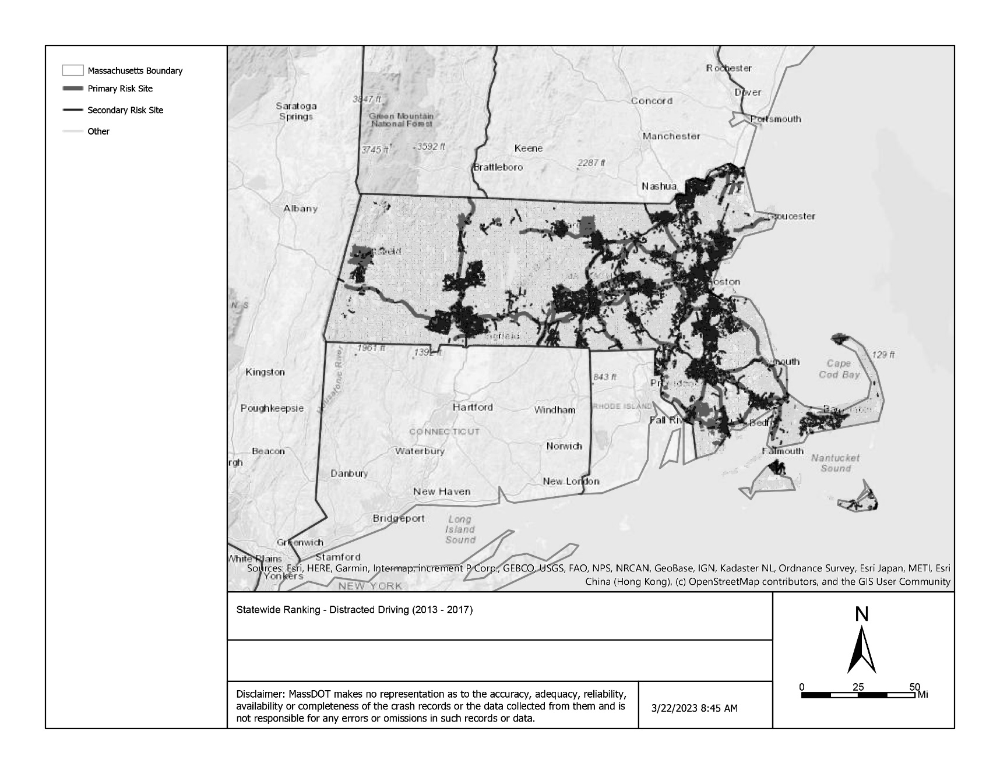 Massachusetts Boundary
Primary Risk Site
Secondary Risk Site
Other
Rochester
Dover
Concord
3847 ft
Saratoga
Springs
Green Mountain
National Forest
Portsmouth
Manchester
3745 ft
3592 ft
Keene
2287 ft
Brattleboro
Nashua
Albany
Gloucester
oston
1961 ft
1392 ft
129 ft
Cape
Cod Bay
Kingston
mouth
843 ft
Housatonic River
Providence
Poughkeepsie
Hartford
Windham
RHODE ISLAND
Fall Riv
Bedf
CONNECTICUT
Beacon
Waterbury
Norwich
Falmouth
Nantucket
Sound
rgh
Danbury
New London
New Haven
Bridgeport
Long
Island
Sound
Greenwich
White Plains
Stamford
Yonkers
NEW YORK
Sources: Esri, HERE, Garmin, Intermap, increment P Corp., GEBCO, USGS, FAO, NPS, NRCAN, GeoBase, IGN, Kadaster NL, Ordnance Survey, Esri Japan, METI, Esri
China (Hong Kong), (c) OpenStreetMap contributors, and the GIS User Community
Statewide Ranking - Distracted Driving (2013 - 2017)
N
0 25 50
Mi
Disclaimer: MassDOT makes no representation as to the accuracy, adequacy, reliability,
availability or completeness of the crash records or the data collected from them and is
not responsible for any errors or omissions in such records or data.
3/22/2023 8:45 AM